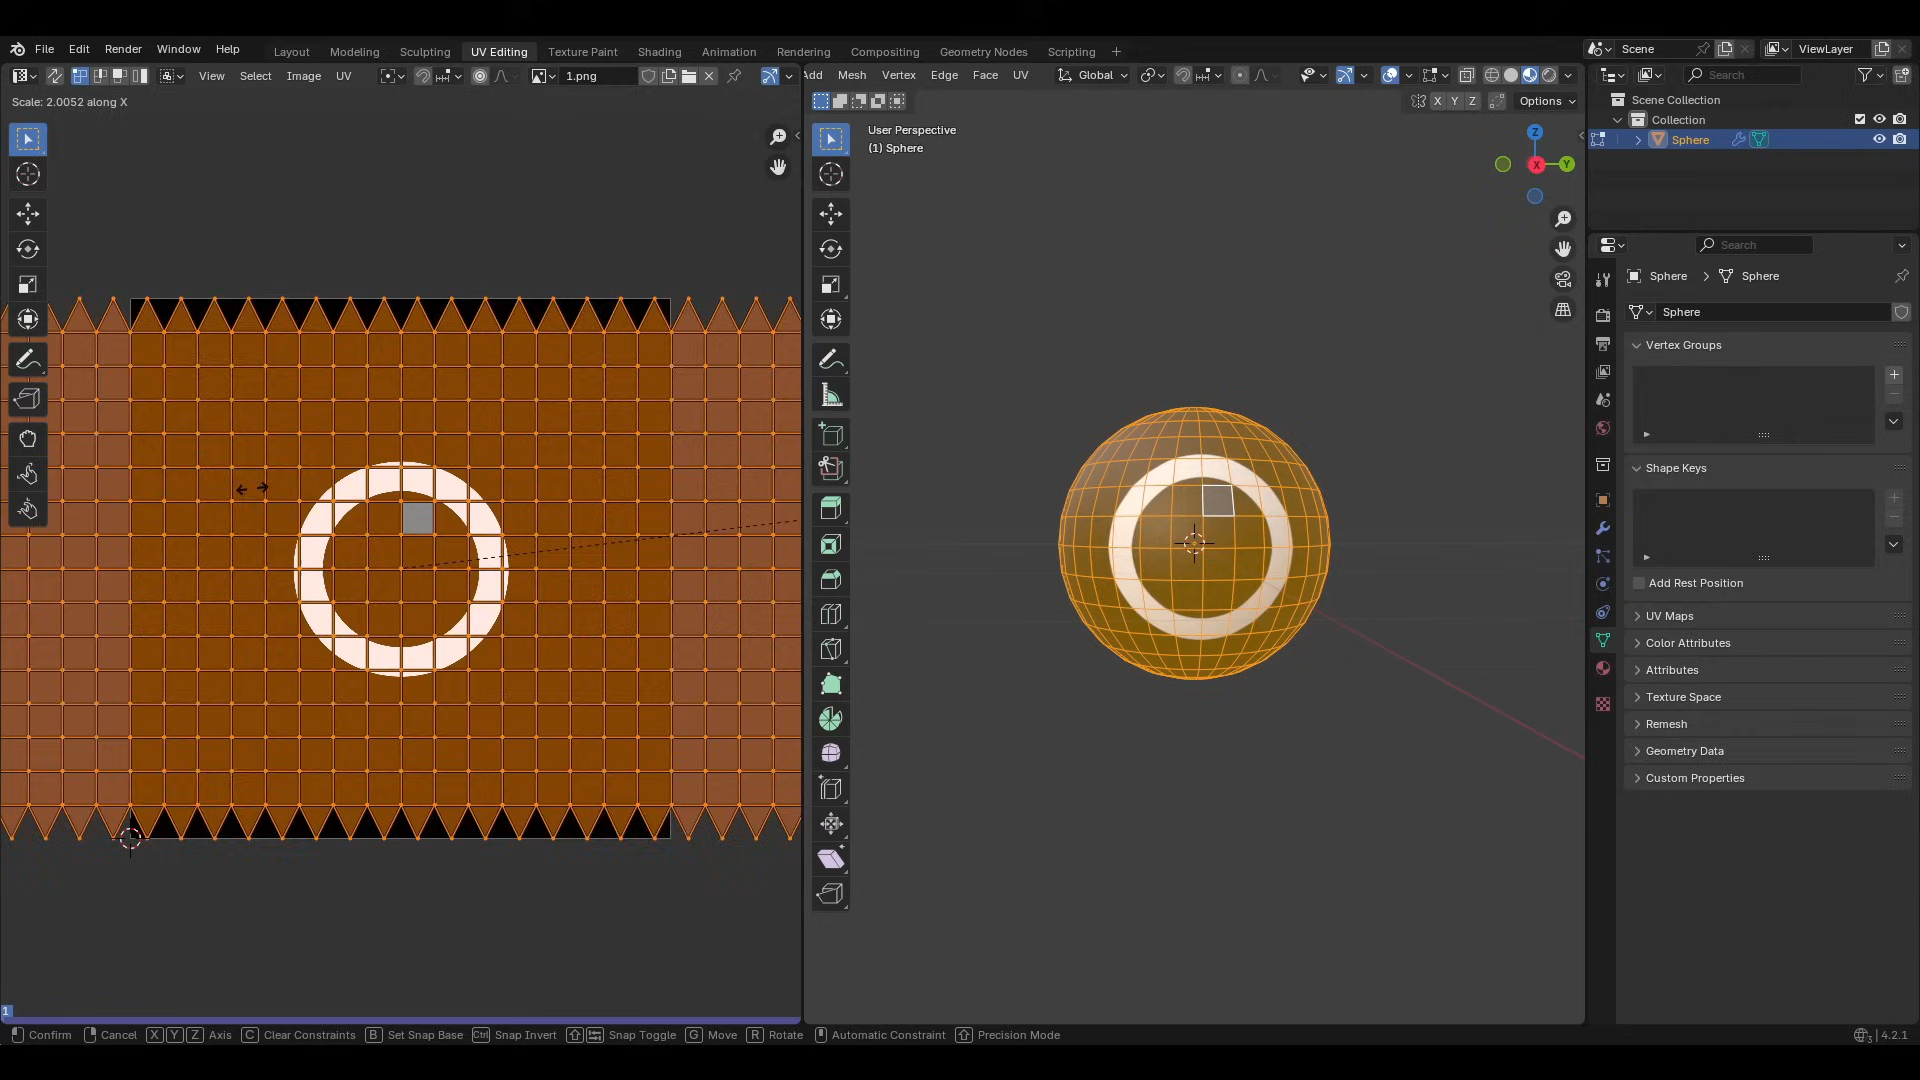 File Edit Render Window Help Layout Modeling Sculpting UV Editing Texture Paint Shading Animation Rendering Compositing Geometry Nodes Scripting + Scene ViewLayer
View Select Image UV 1.png
Add Mesh Vertex Edge Face UV Global
Search
Scale: 2.0052 along X
X Y Z Options
Scene Collection
Collection
Sphere
User Perspective
(1) Sphere
Z
X
Y
Search
Sphere > Sphere
Sphere
Vertex Groups
Shape Keys
Add Rest Position
UV Maps
Color Attributes
Attributes
Texture Space
Remesh
Geometry Data
Custom Properties
1
Confirm Cancel X Y Z Axis C Clear Constraints B Set Snap Base Ctrl Snap Invert Snap Toggle G Move R Rotate Automatic Constraint Precision Mode 4.2.1